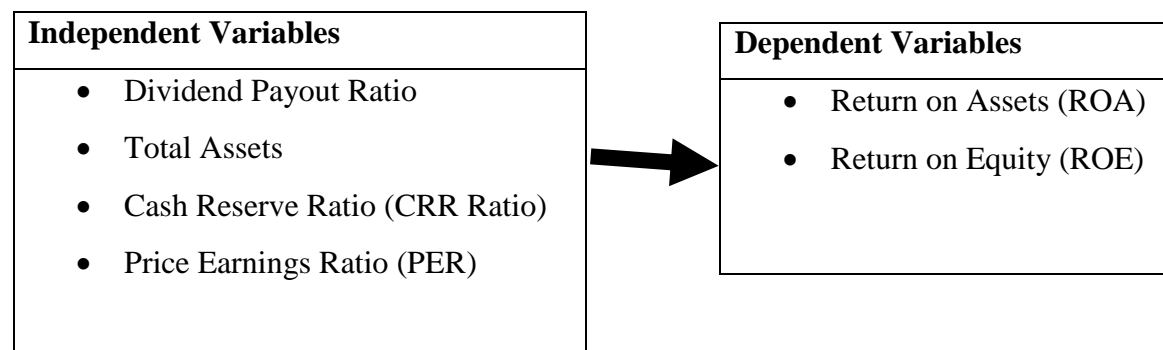 Independent Variables
• Dividend Payout Ratio
• Total Assets
• Cash Reserve Ratio (CRR Ratio)
• Price Earnings Ratio (PER)
Dependent Variables
• Return on Assets (ROA)
• Return on Equity (ROE)